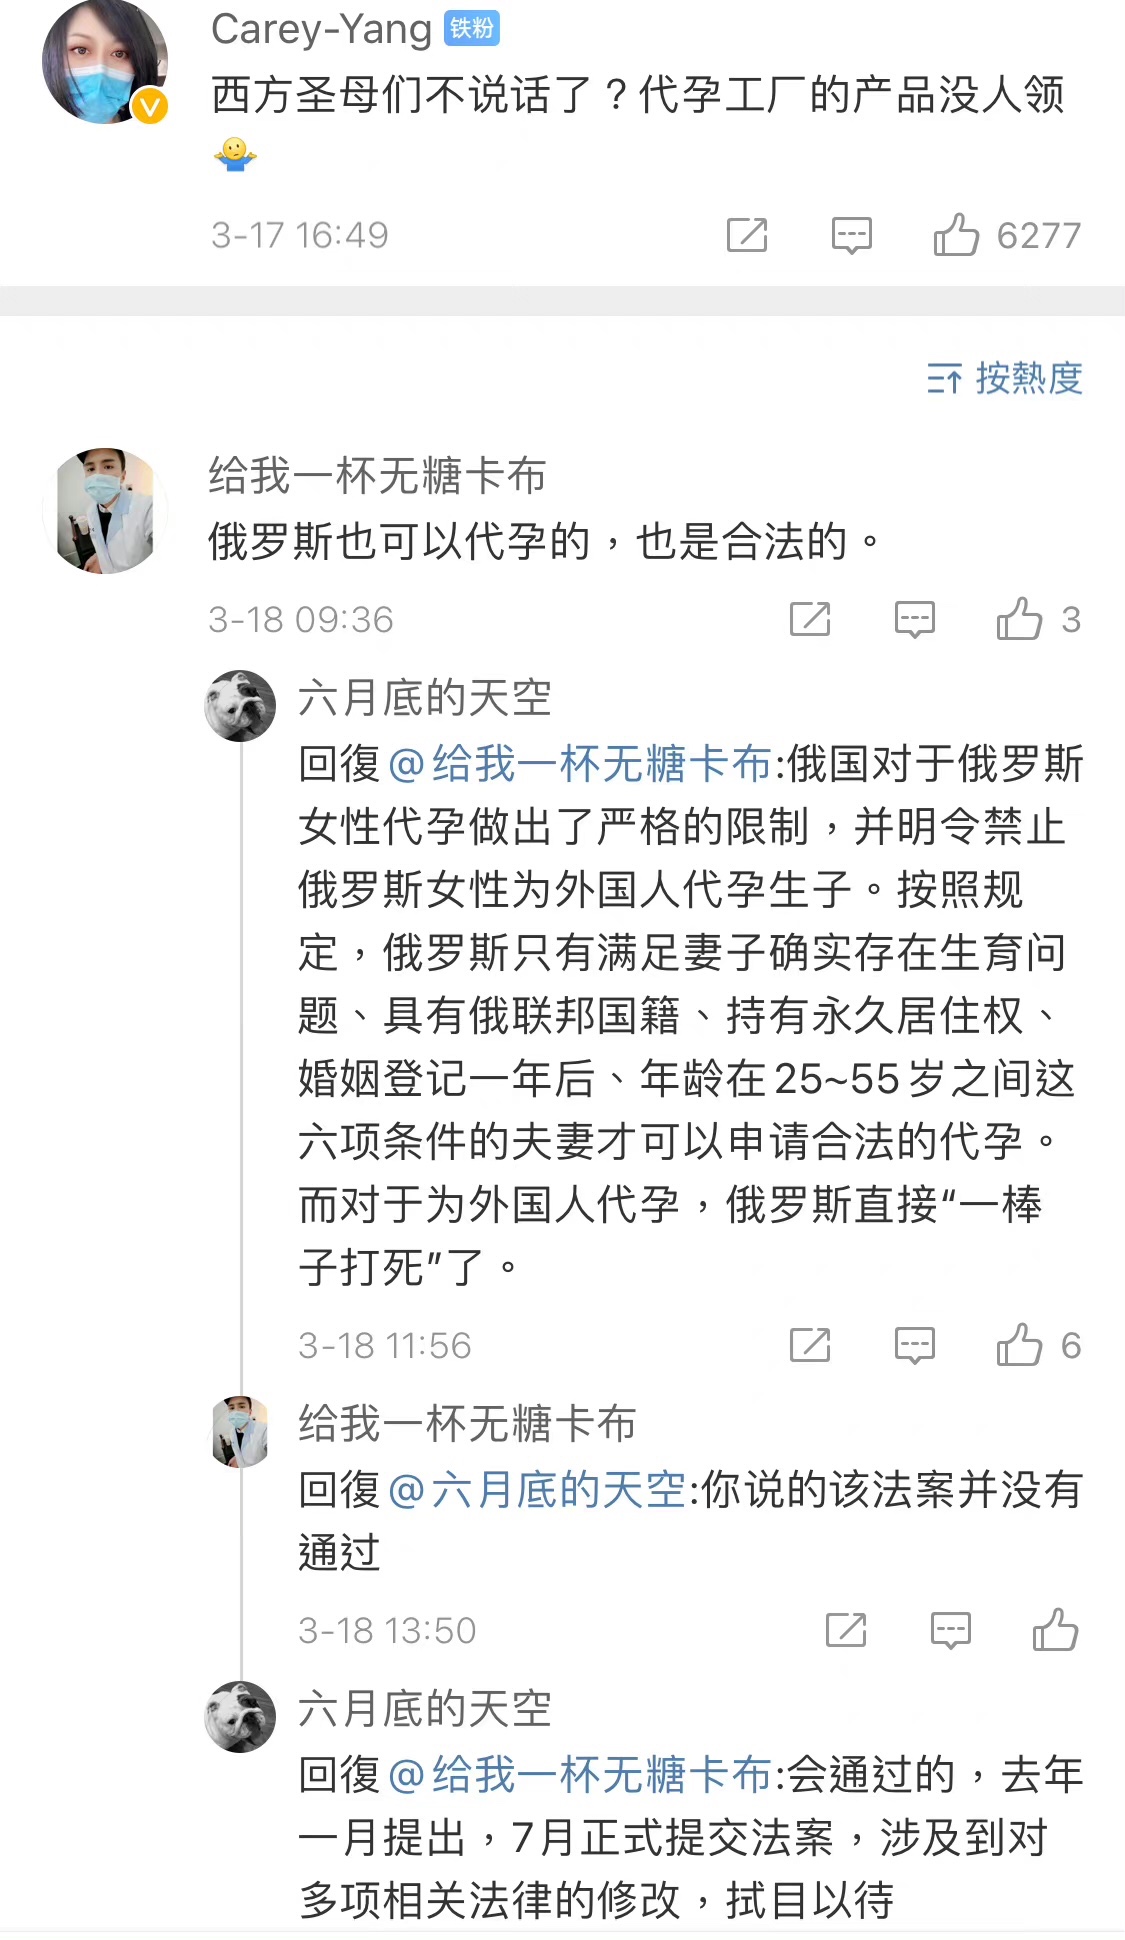 Carey-Yang 铁粉
西方圣母们不说话了？代孕工厂的产品没人领
🤷‍♂️
3-17 16:49 6277
按熱度
给我一杯无糖卡布
俄罗斯也可以代孕的，也是合法的。
3-18 09:36 3
六月底的天空
回復@给我一杯无糖卡布:俄国对于俄罗斯
女性代孕做出了严格的限制，并明令禁止
俄罗斯女性为外国人代孕生子。按照规
定，俄罗斯只有满足妻子确实存在生育问
题、具有俄联邦国籍、持有永久居住权、
婚姻登记一年后、年龄在25~55岁之间这
六项条件的夫妻才可以申请合法的代孕。
而对于为外国人代孕，俄罗斯直接“一棒
子打死”了。
3-18 11:56 6
给我一杯无糖卡布
回復@六月底的天空:你说的该法案并没有
通过
3-18 13:50
六月底的天空
回復@给我一杯无糖卡布:会通过的，去年
一月提出，7月正式提交法案，涉及到对
多项相关法律的修改，拭目以待